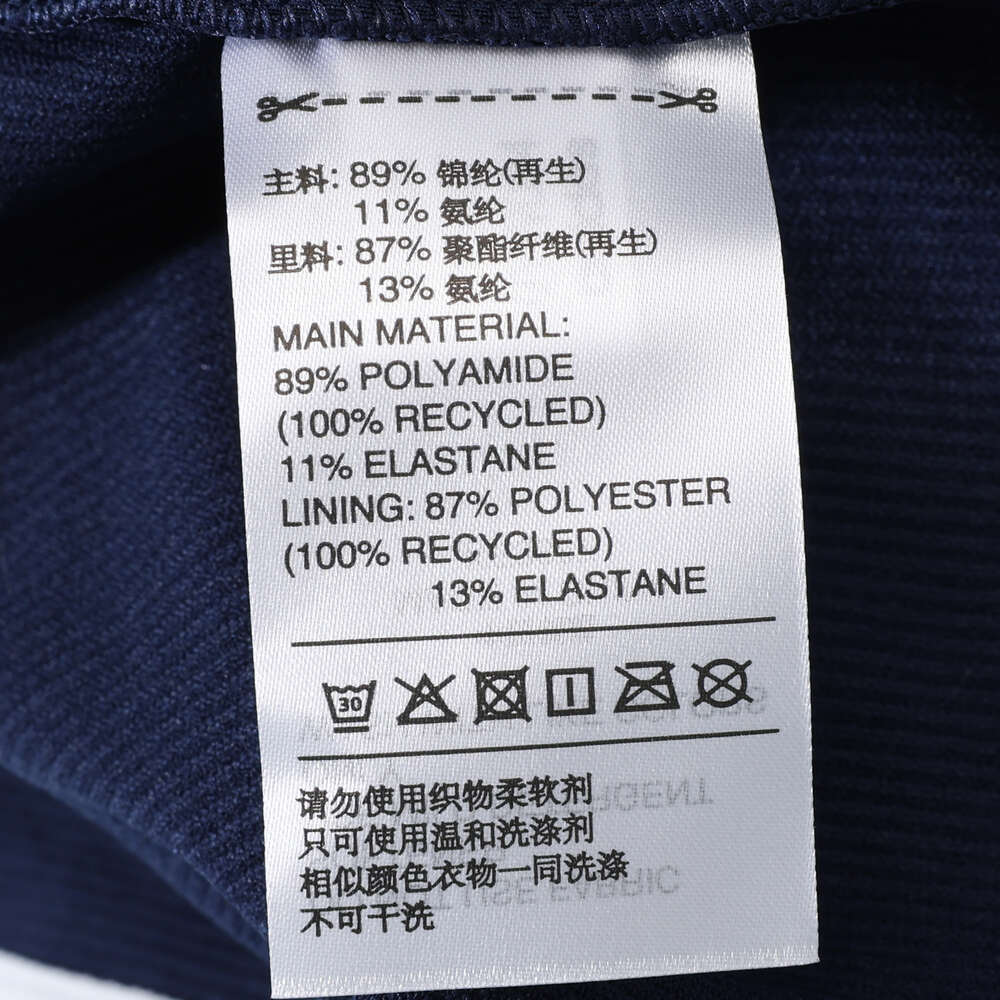 主料: 89% 锦纶(再生)
11% 氨纶
里料: 87% 聚酯纤维(再生)
13% 氨纶
MAIN MATERIAL:
89% POLYAMIDE
(100% RECYCLED)
11% ELASTANE
LINING: 87% POLYESTER
(100% RECYCLED)
13% ELASTANE
30
请勿使用织物柔软剂
只可使用温和洗涤剂
相似颜色衣物一同洗涤
不可干洗